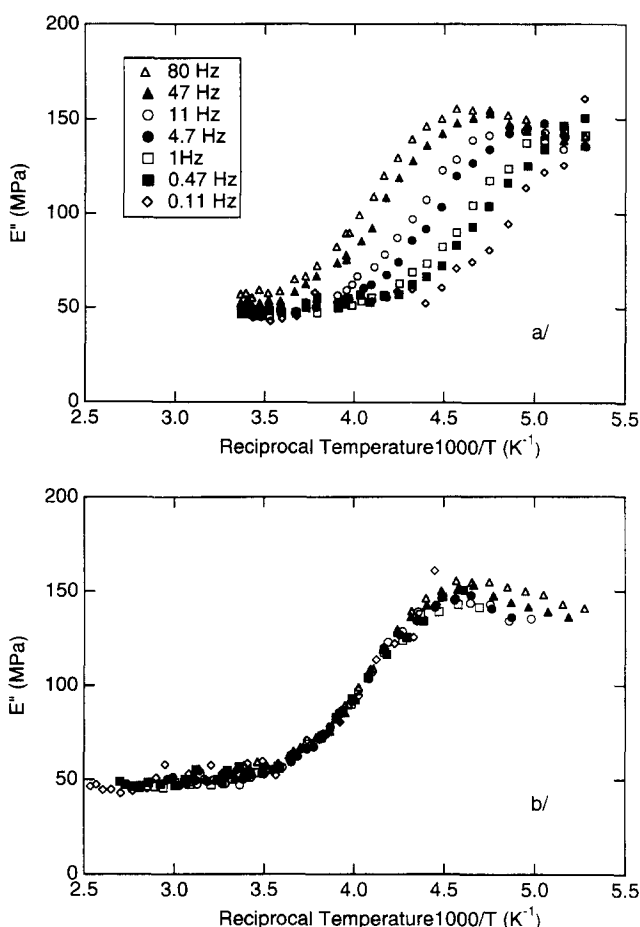 200
150
100
50
0
E" (MPa)
80 Hz
47 Hz
11 Hz
4.7 Hz
1Hz
0.47 Hz
0.11 Hz
a/
2.5 3.0 3.5 4.0 4.5 5.0 5.5
Reciprocal Temperature1000/T (K⁻¹)
200
150
100
50
0
E" (MPa)
b/
2.5 3.0 3.5 4.0 4.5 5.0 5.5
Reciprocal Temperature1000/T (K⁻¹)